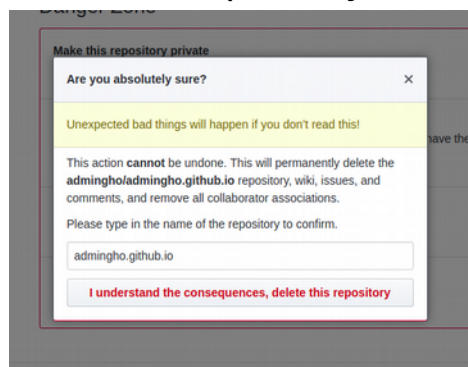 Danger Zone
Make this repository private
Are you absolutely sure? ×
Unexpected bad things will happen if you don't read this!
have the
This action cannot be undone. This will permanently delete the
admingho/admingho.github.io repository, wiki, issues, and
comments, and remove all collaborator associations.
Please type in the name of the repository to confirm.
admingho.github.io
I understand the consequences, delete this repository